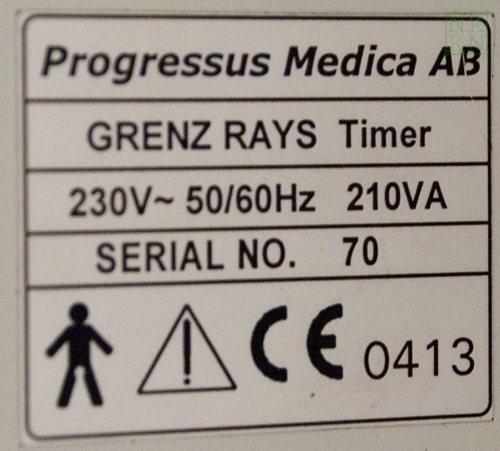 Progressus Medica AB
GRENZ RAYS Timer
230V~ 50/60Hz 210VA
SERIAL NO. 70
CE 0413